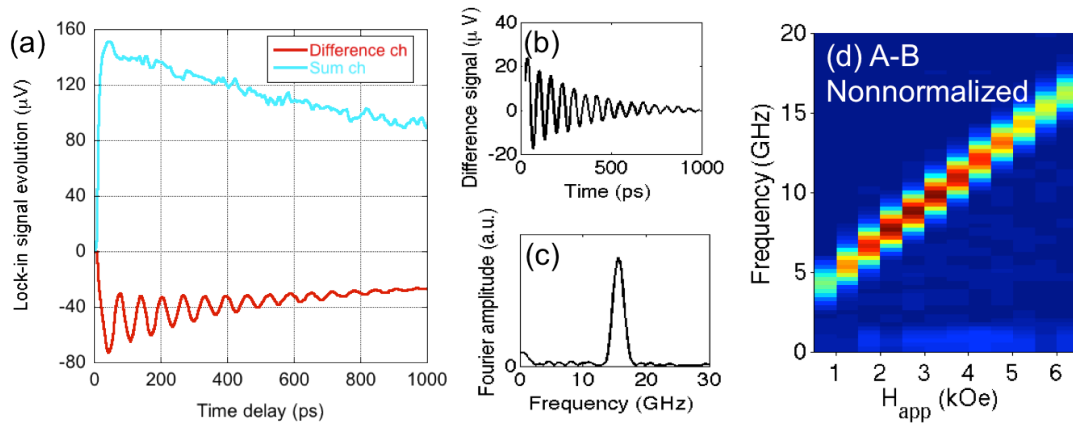 (a)
Lock-in signal evolution (μV)
160
120
80
40
0
-40
-80
Difference ch
Sum ch
0 200 400 600 800 1000
Time delay (ps)
(b)
Difference signal (μ V)
40
20
0
-20
0 500 1000
Time (ps)
(c)
Fourier amplitude (a.u.)
0
0 10 20 30
Frequency (GHz)
(d) A-B
Nonnormalized
Frequency (GHz)
20
15
10
5
0
1 2 3 4 5 6
H_app (kOe)